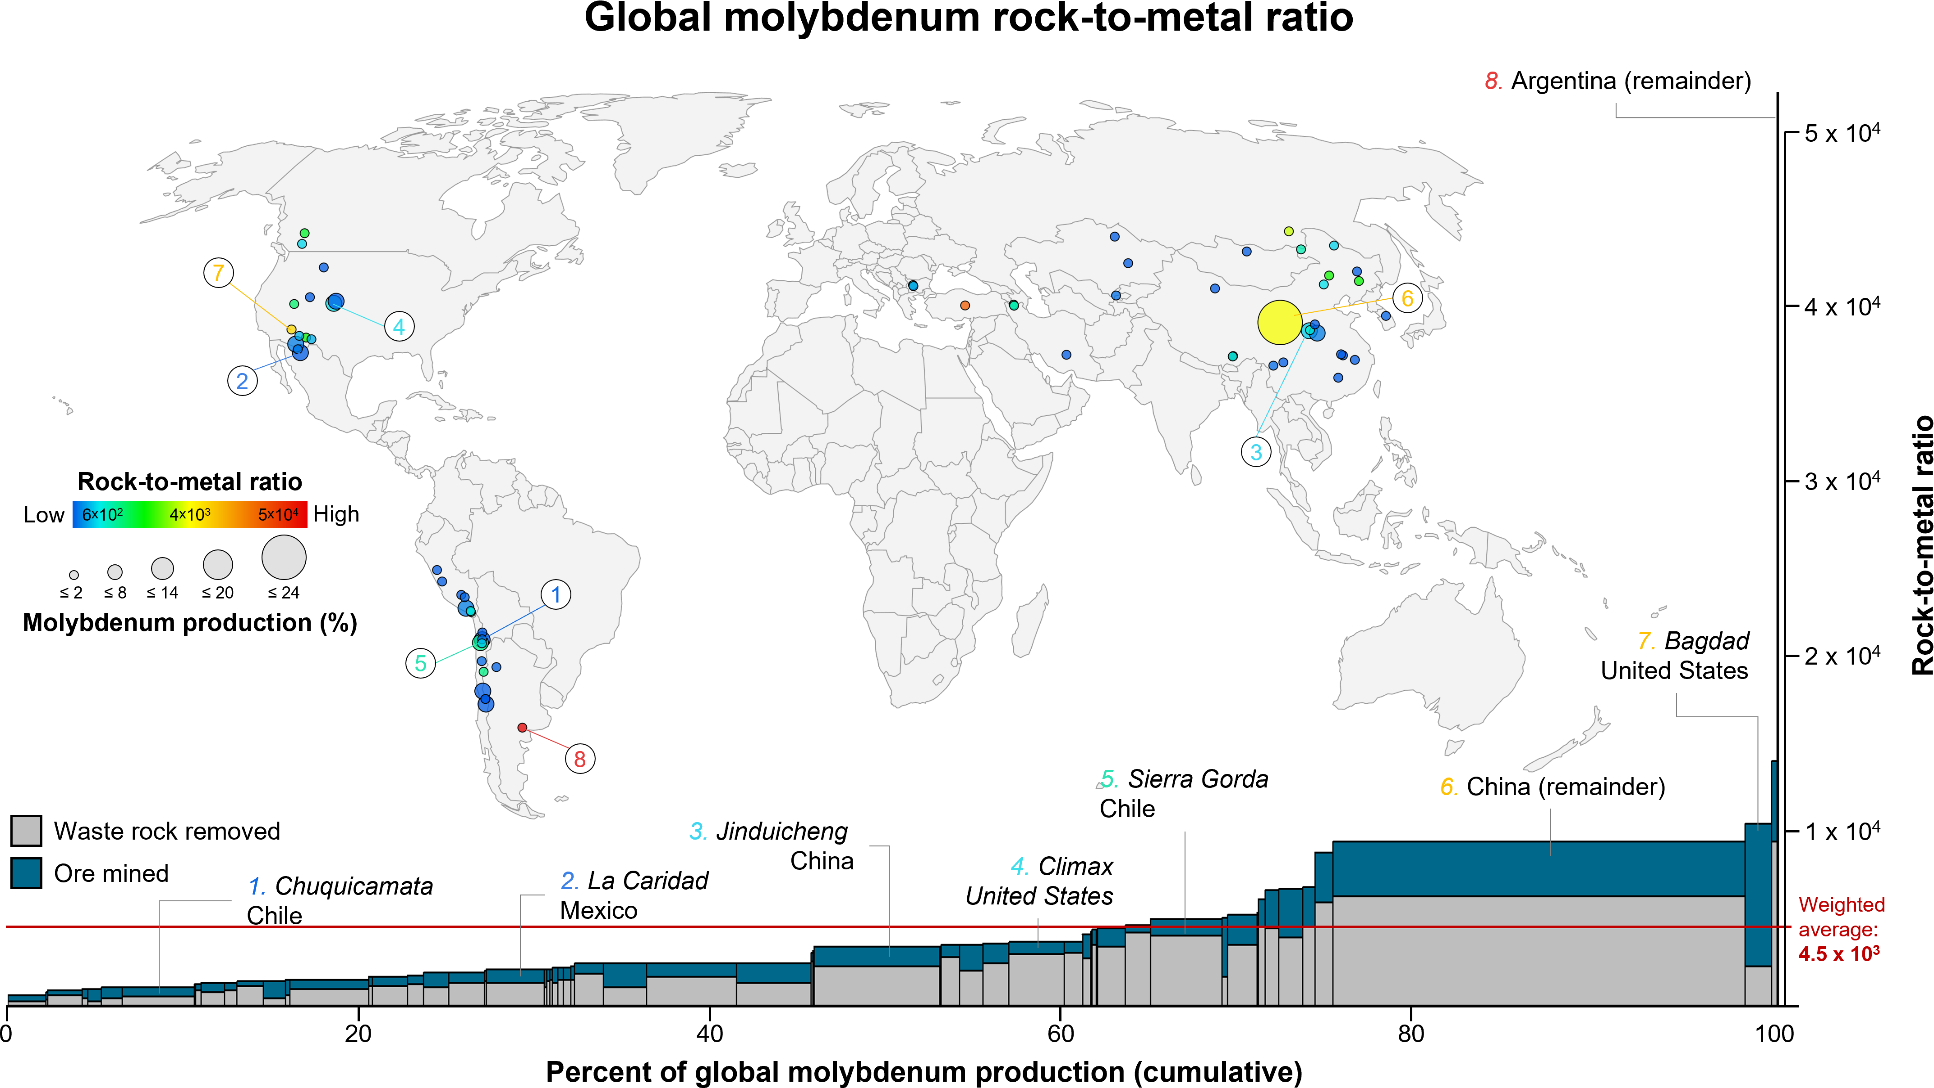 Global molybdenum rock-to-metal ratio
8. Argentina (remainder)
5 x 10⁴
4 x 10⁴
3 x 10⁴
2 x 10⁴
1 x 10⁴
Rock-to-metal ratio
7
4
2
6
3
1
5
8
Rock-to-metal ratio
Low 6×10² 4×10³ 5×10⁴ High
≤ 2 ≤ 8 ≤ 14 ≤ 20 ≤ 24
Molybdenum production (%)
7. Bagdad
United States
6. China (remainder)
5. Sierra Gorda
Chile
4. Climax
United States
3. Jinduicheng
China
2. La Caridad
Mexico
1. Chuquicamata
Chile
Waste rock removed
Ore mined
Weighted
average:
4.5 x 10³
0 20 40 60 80 100
Percent of global molybdenum production (cumulative)